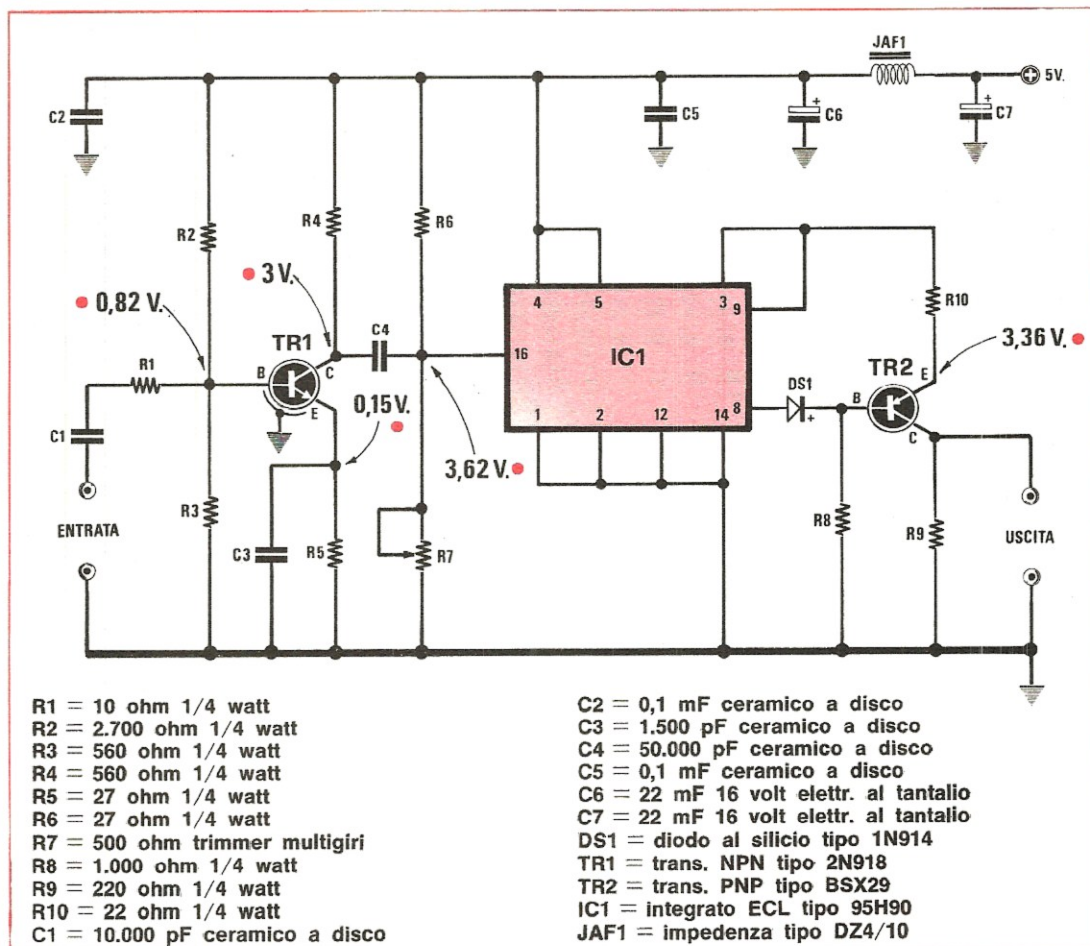 JAF1
5V.
C2
C5
C6
+
C7
+
R2
R4
R6
3 V.
0,82 V.
4
5
3
9
R10
TR1
C4
16
IC1
3,36 V.
R1
B
C
E
TR2
E
B
C
8
DS1
+
0,15 V.
1
2
12
14
C1
3,62 V.
ENTRATA
R3
C3
R5
R7
R8
R9
USCITA
R1 = 10 ohm 1/4 watt
R2 = 2.700 ohm 1/4 watt
R3 = 560 ohm 1/4 watt
R4 = 560 ohm 1/4 watt
R5 = 27 ohm 1/4 watt
R6 = 27 ohm 1/4 watt
R7 = 500 ohm trimmer multigiri
R8 = 1.000 ohm 1/4 watt
R9 = 220 ohm 1/4 watt
R10 = 22 ohm 1/4 watt
C1 = 10.000 pF ceramico a disco
C2 = 0,1 mF ceramico a disco
C3 = 1.500 pF ceramico a disco
C4 = 50.000 pF ceramico a disco
C5 = 0,1 mF ceramico a disco
C6 = 22 mF 16 volt elettr. al tantalio
C7 = 22 mF 16 volt elettr. al tantalio
DS1 = diodo al silicio tipo 1N914
TR1 = trans. NPN tipo 2N918
TR2 = trans. PNP tipo BSX29
IC1 = integrato ECL tipo 95H90
JAF1 = impedenza tipo DZ4/10